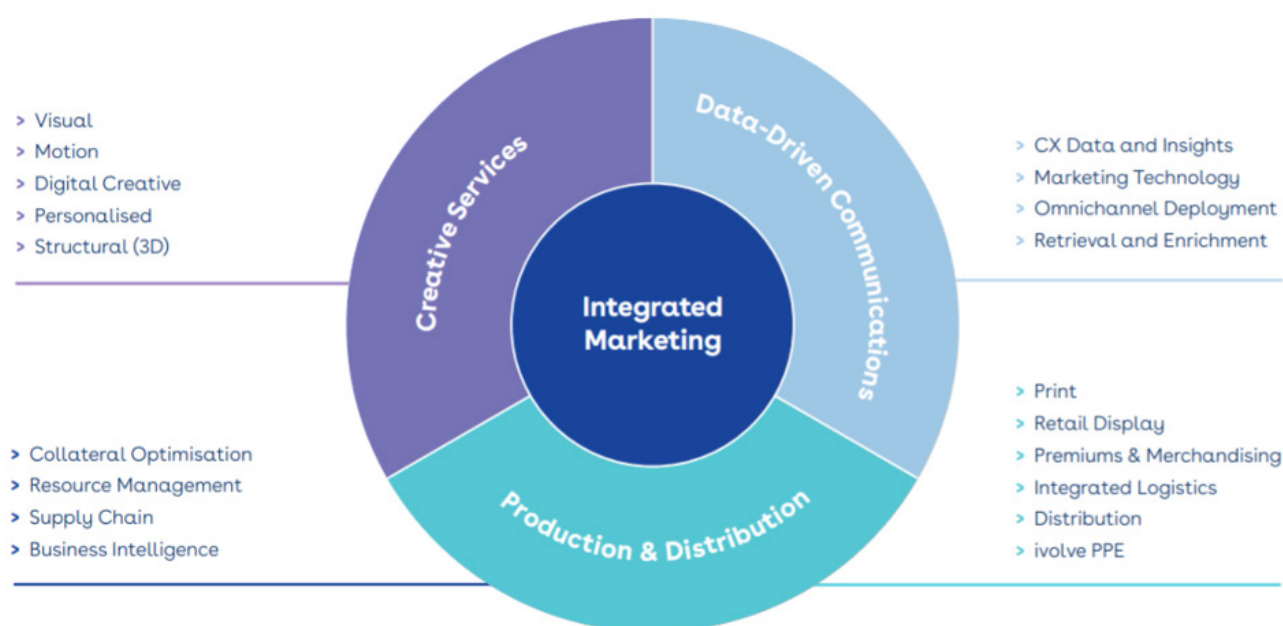 > Visual
> Motion
> Digital Creative
> Personalised
> Structural (3D)
Creative Services
Data-Driven Communications
> CX Data and Insights
> Marketing Technology
> Omnichannel Deployment
> Retrieval and Enrichment
Integrated
Marketing
> Collateral Optimisation
> Resource Management
> Supply Chain
> Business Intelligence
Production & Distribution
> Print
> Retail Display
> Premiums & Merchandising
> Integrated Logistics
> Distribution
> ivolve PPE